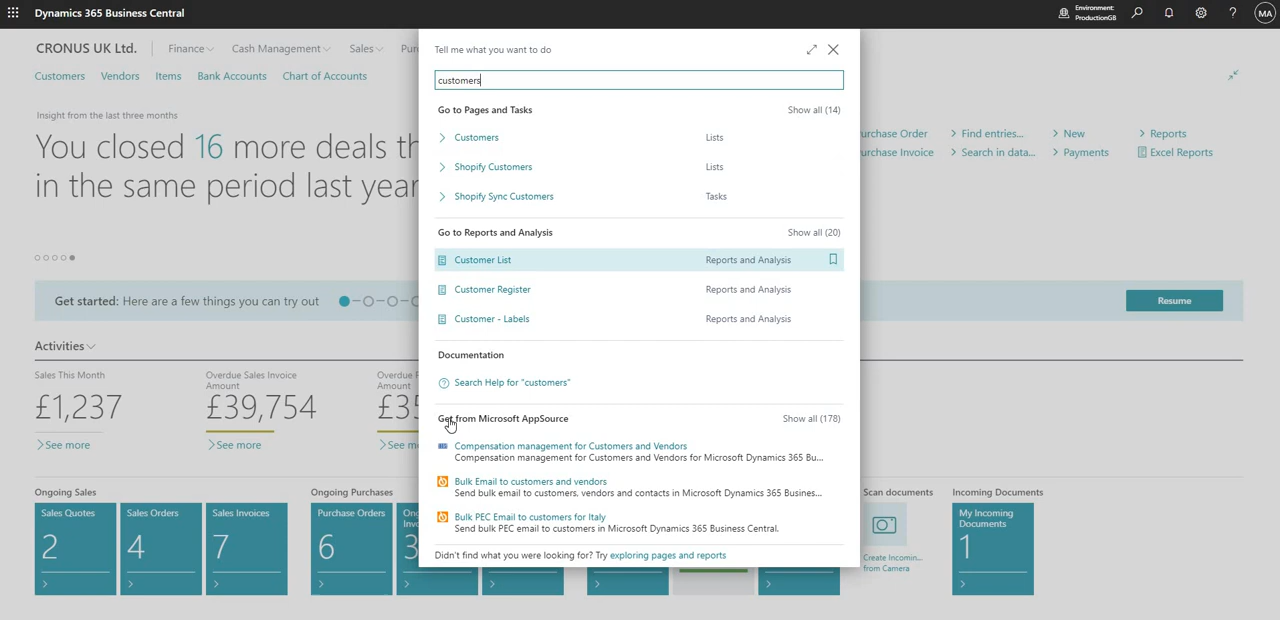 Dynamics 365 Business Central
Environment:
ProductionGB
?
MA
CRONUS UK Ltd.
Finance
Cash Management
Sales
Customers
Vendors
Items
Bank Accounts
Chart of Accounts
Insight from the last three months
You closed 16 more deals
in the same period last year
Tell me what you want to do
customers
Go to Pages and Tasks
Show all (14)
Customers
Lists
Shopify Customers
Lists
Shopify Sync Customers
Tasks
Go to Reports and Analysis
Show all (20)
Customer List
Reports and Analysis
Customer Register
Reports and Analysis
Customer - Labels
Reports and Analysis
Documentation
Search Help for "customers"
Get from Microsoft AppSource
Show all (178)
Compensation management for Customers and Vendors
Compensation management for Customers and Vendors for Microsoft Dynamics 365 Bu...
Bulk Email to customers and vendors
Send bulk email to customers, vendors and contacts in Microsoft Dynamics 365 Busines...
Bulk PEC Email to customers for Italy
Send bulk PEC email to customers in Microsoft Dynamics 365 Business Central.
Didn't find what you were looking for? Try exploring pages and reports
urchase Order
Find entries...
New
Reports
urchase Invoice
Search in data...
Payments
Excel Reports
Get started: Here are a few things you can try out
Resume
Activities
Sales This Month
£1,237
See more
Overdue Sales Invoice
Amount
£39,754
See more
Overdue
Amount
£35
Ongoing Sales
Sales Quotes
2
Sales Orders
4
Sales Invoices
7
Ongoing Purchases
Purchase Orders
6
3
Scan documents
Create Incomin...
from Camera
Incoming Documents
My Incoming
Documents
1